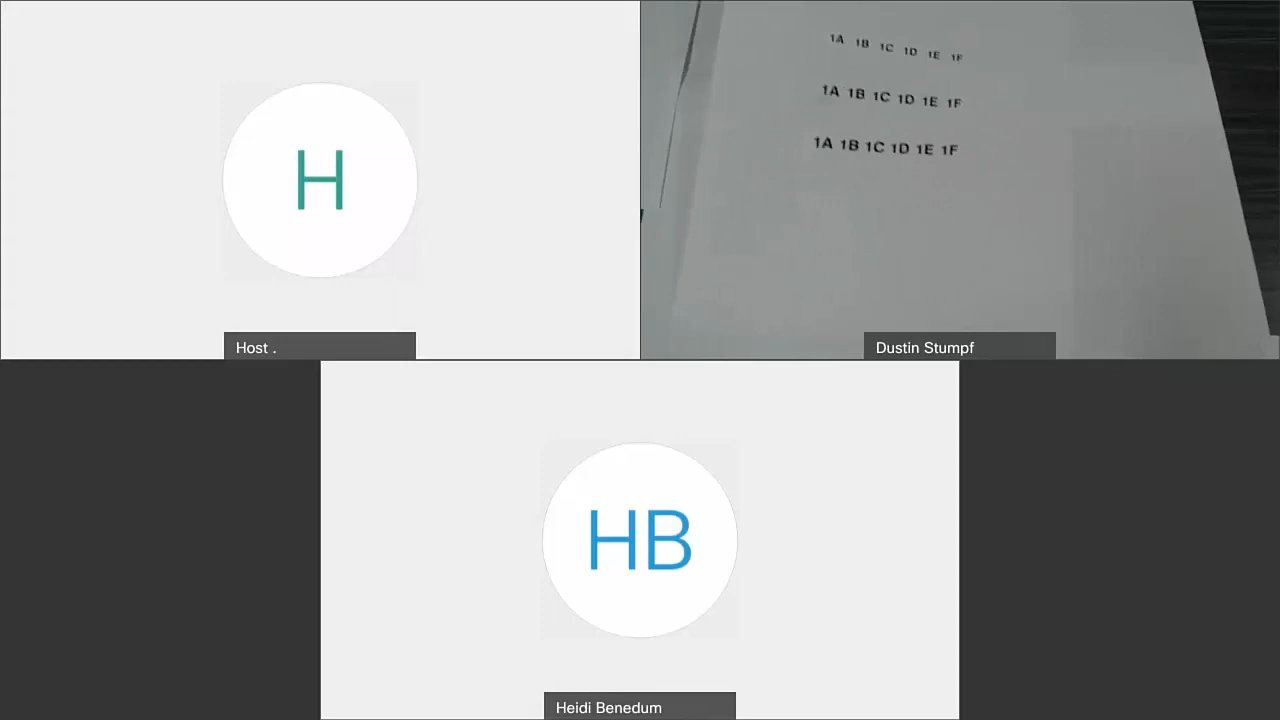 H
Host .
1A 1B 1C 1D 1E 1F
1A 1B 1C 1D 1E 1F
1A 1B 1C 1D 1E 1F
Dustin Stumpf
HB
Heidi Benedum